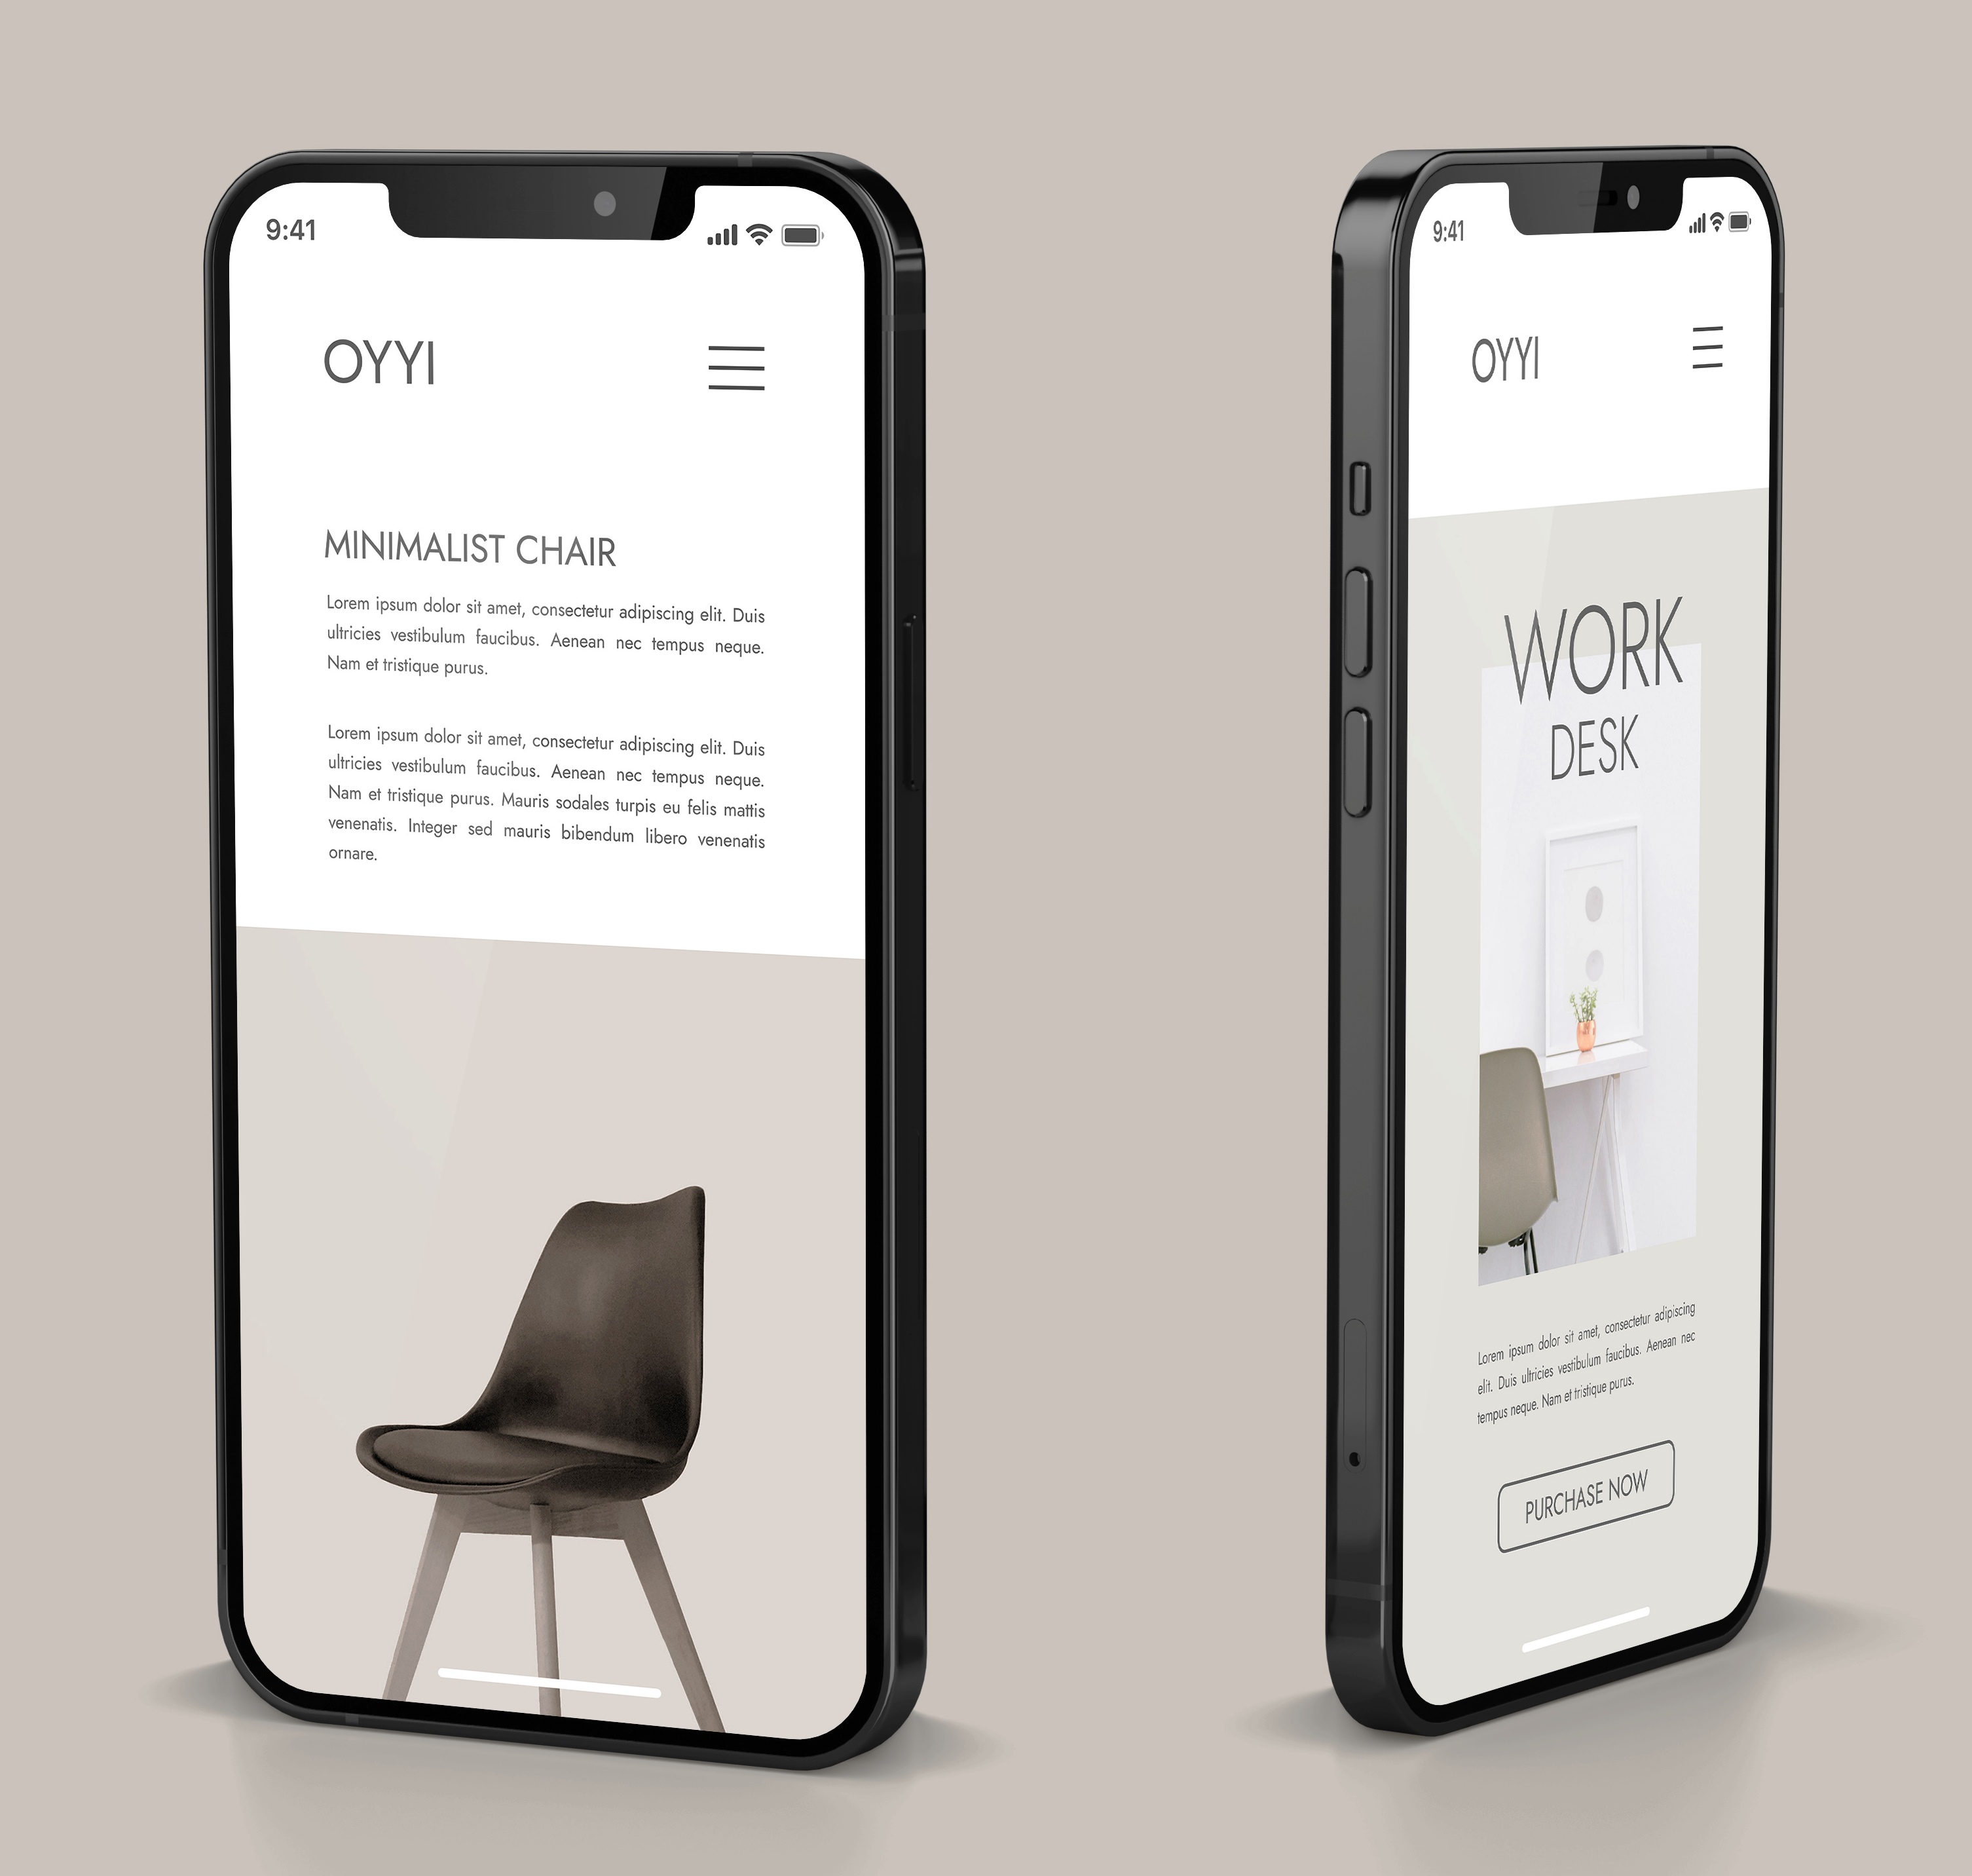 9:41
OYYI
MINIMALIST CHAIR
Lorem ipsum dolor sit amet, consectetur adipiscing elit. Duis
ultricies vestibulum faucibus. Aenean nec tempus neque.
Nam et tristique purus.
Lorem ipsum dolor sit amet, consectetur adipiscing elit. Duis
ultricies vestibulum faucibus. Aenean nec tempus neque.
Nam et tristique purus. Mauris sodales turpis eu felis mattis
venenatis. Integer sed mauris bibendum libero venenatis
ornare.
9:41
OYYI
WORK
DESK
Lorem ipsum dolor sit amet, consectetur adipiscing
elit. Duis ultricies vestibulum faucibus. Aenean nec
tempus neque. Nam et tristique purus.
PURCHASE NOW